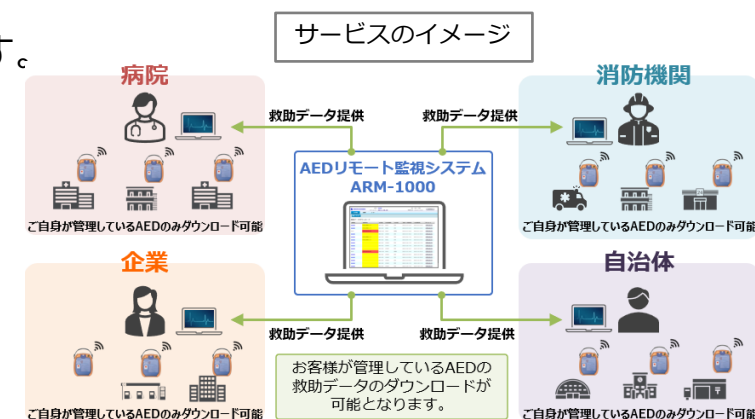 す。
サービスのイメージ
病院
消防機関
救助データ提供
救助データ提供
AEDリモート監視システム
ARM-1000
ご自身が管理しているAEDのみダウンロード可能
ご自身が管理しているAEDのみダウンロード可能
企業
自治体
救助データ提供
救助データ提供
お客様が管理しているAEDの
救助データのダウンロードが
可能となります。
ご自身が管理しているAEDのみダウンロード可能
ご自身が管理しているAEDのみダウンロード可能